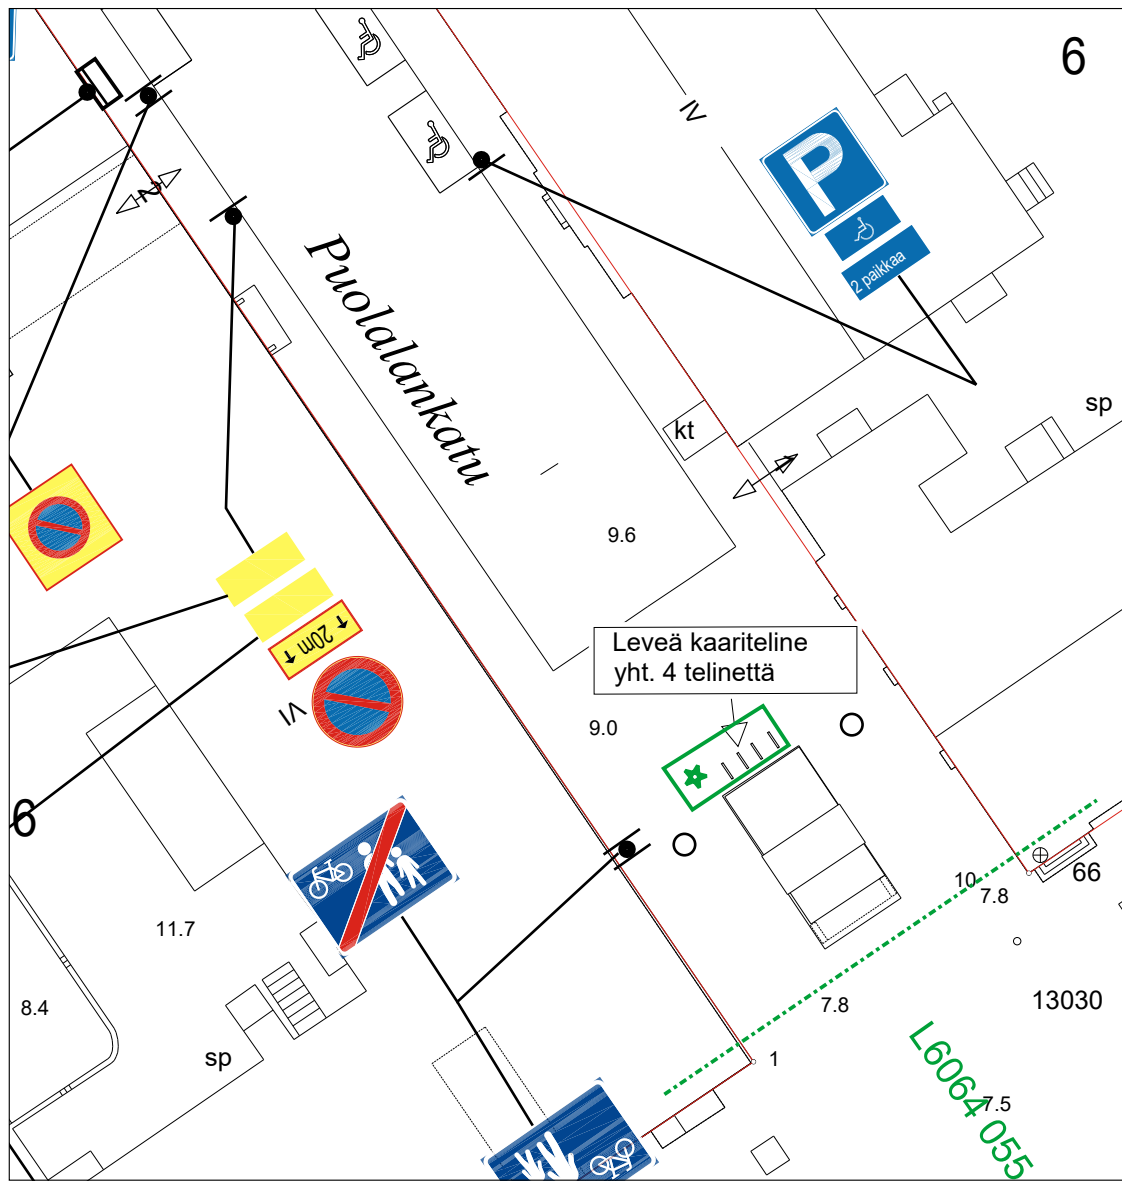 6
IV
P
2 paikkaa
2
Puolalankatu
sp
kt
9.6
20m
Leveä kaariteline
yht. 4 telinettä
VI
9.0
6
10
7.8
66
11.7
8.4
7.8
13030
sp
1
L6064 055
7.5